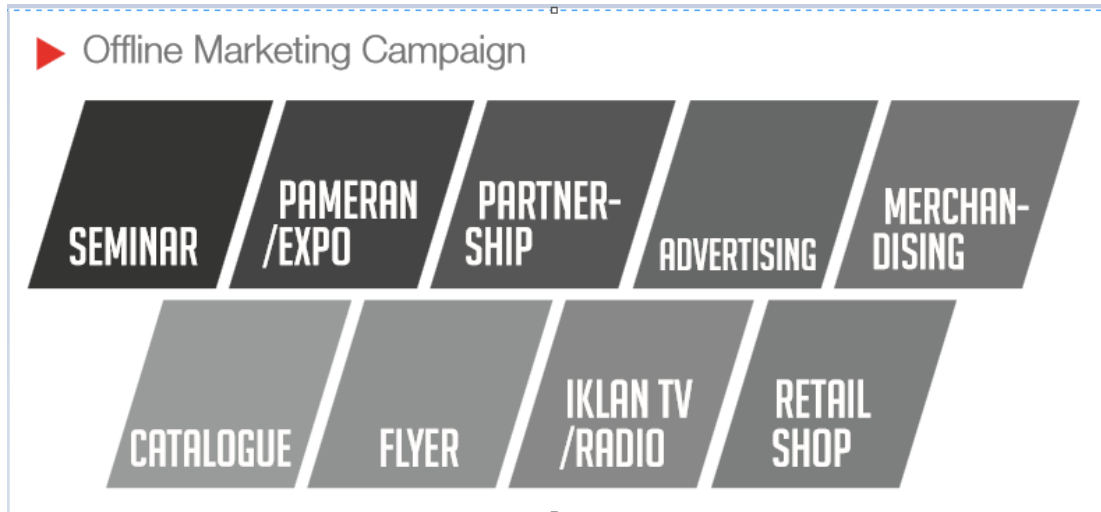 Offline Marketing Campaign
SEMINAR
PAMERAN
/EXPO
PARTNER-
SHIP
ADVERTISING
MERCHAN-
DISING
CATALOGUE
FLYER
IKLAN TV
/RADIO
RETAIL
SHOP